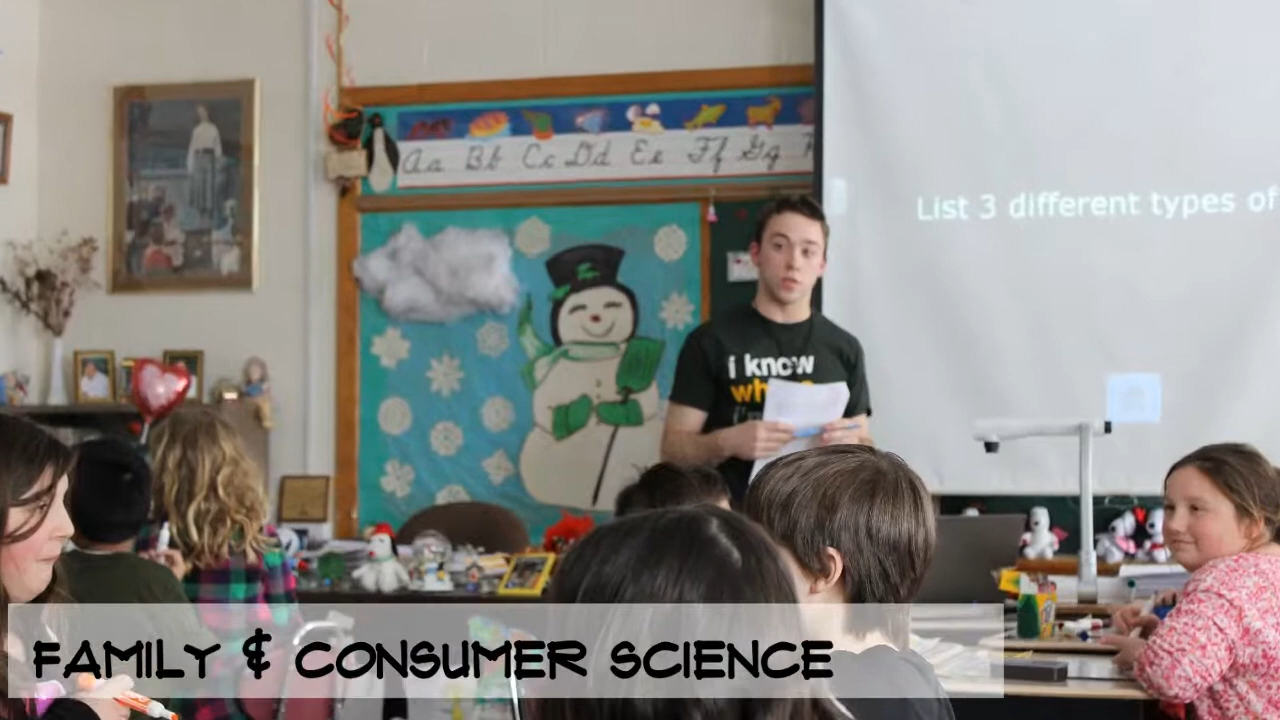 Aa Bb Cc Dd Ee Ff Gg
List 3 different types of
i know
FAMILY & CONSUMER SCIENCE